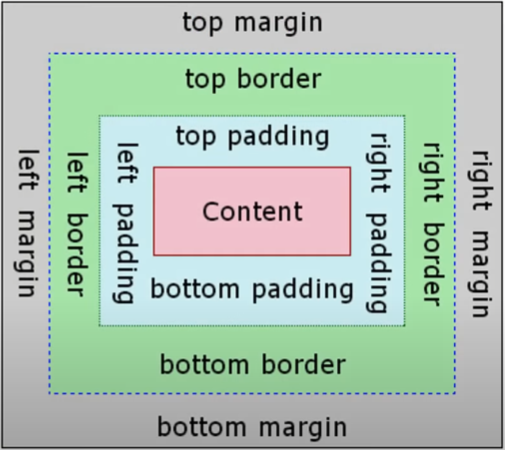 top margin
top border
top padding
left margin
left border
left padding
Content
right padding
right border
right margin
bottom padding
bottom border
bottom margin